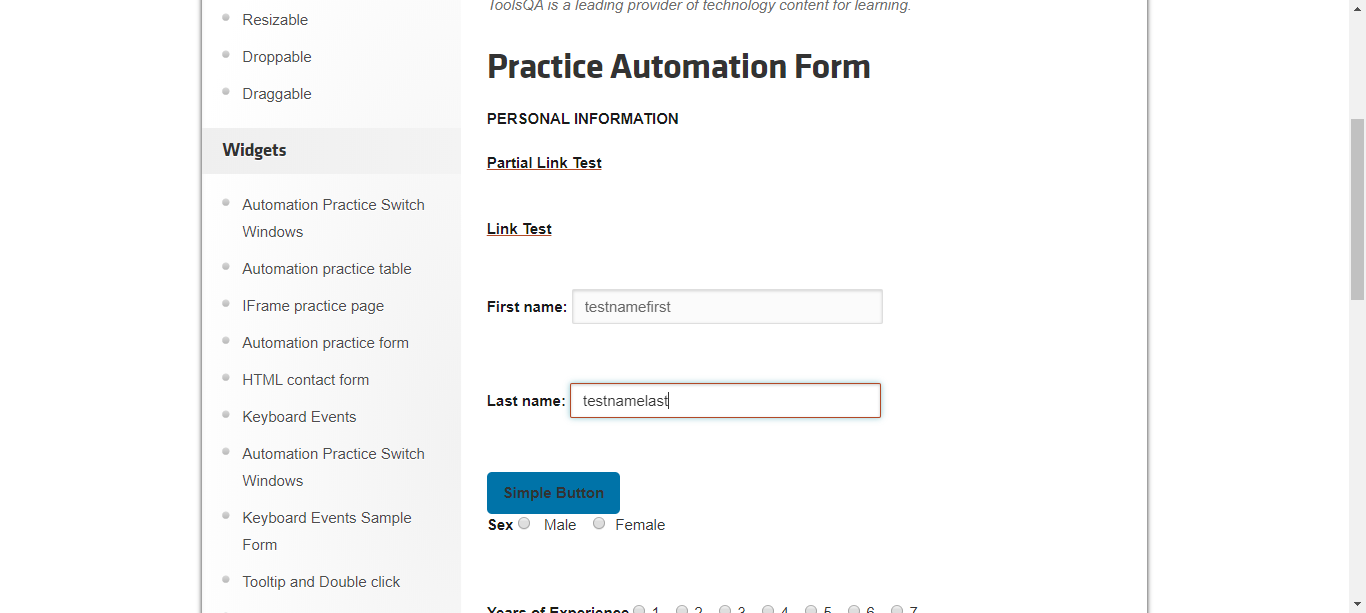 Resizable
Droppable
Draggable
Widgets
Automation Practice Switch
Windows
Automation practice table
IFrame practice page
Automation practice form
HTML contact form
Keyboard Events
Automation Practice Switch
Windows
Keyboard Events Sample
Form
Tooltip and Double click
ToolsQA is a leading provider of technology content for learning.
Practice Automation Form
PERSONAL INFORMATION
Partial Link Test
Link Test
First name: testnamefirst
Last name: testnamelast
Simple Button
Sex Male Female
Years of Experience 1 2 3 4 5 6 7